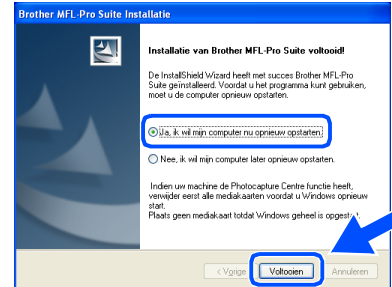 Brother MFL-Pro Suite Installatie
Installatie van Brother MFL-Pro Suite voltooid!
De InstallShield Wizard heeft met succes Brother MFL-Pro
Suite geïnstalleerd. Voordat u het programma kunt gebruiken,
moet u de computer opnieuw opstarten.
Ja, ik wil mijn computer nu opnieuw opstarten.
Nee, ik wil mijn computer later opnieuw opstarten.
Indien uw machine de Photocapture Centre functie heeft,
verwijder eerst alle mediakaarten voordat u Windows opnieuw
start.
Plaats geen mediakaart totdat Windows geheel is
< Vorige Voltooien Annuleren